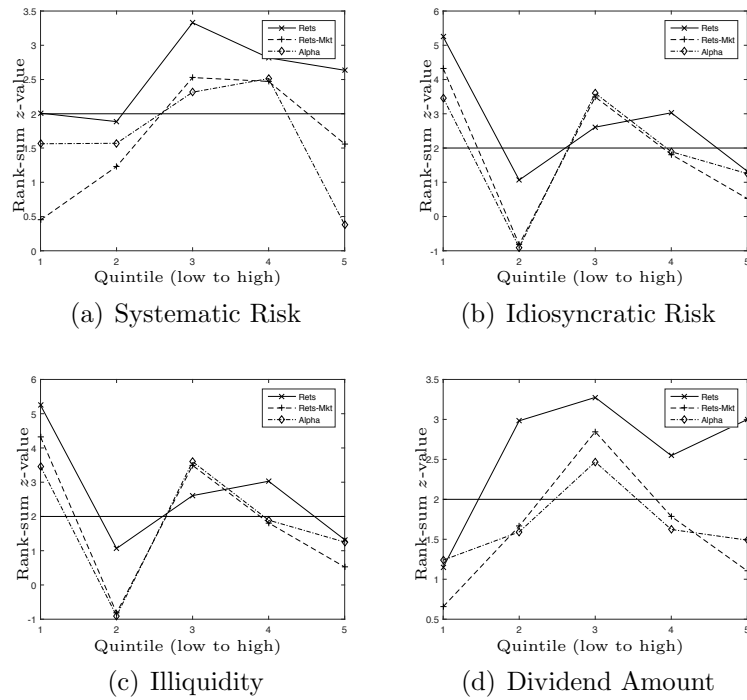 3.5
3
2.5
2
1.5
1
0.5
0
Rank-sum z-value
Rets
Rets-Mkt
Alpha
1 2 3 4 5
Quintile (low to high)
(a) Systematic Risk
6
5
4
3
2
1
0
-1
Rank-sum z-value
Rets
Rets-Mkt
Alpha
1 2 3 4 5
Quintile (low to high)
(b) Idiosyncratic Risk
6
5
4
3
2
1
0
-1
Rank-sum z-value
Rets
Rets-Mkt
Alpha
1 2 3 4 5
Quintile (low to high)
(c) Illiquidity
3.5
3
2.5
2
1.5
1
0.5
Rank-sum z-value
Rets
Rets-Mkt
Alpha
1 2 3 4 5
Quintile (low to high)
(d) Dividend Amount